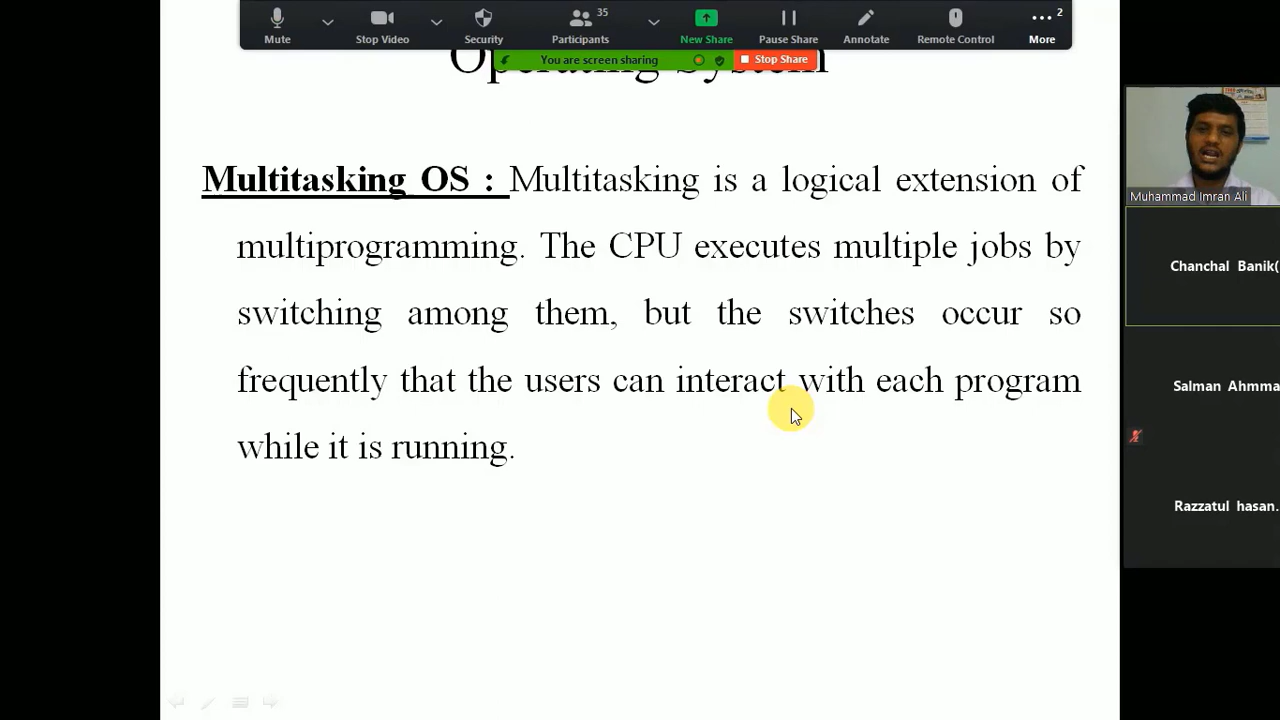 35
2
Mute
Stop Video
Security
Participants
New Share
Pause Share
Annotate
Remote Control
More
You are screen sharing
Stop Share
Operating System
Multitasking OS : Multitasking is a logical extension of
multiprogramming. The CPU executes multiple jobs by
switching among them, but the switches occur so
frequently that the users can interact with each program
while it is running.
Muhammad Imran Ali
Chanchal Banik(
Salman Ahmma
Razzatul hasan.